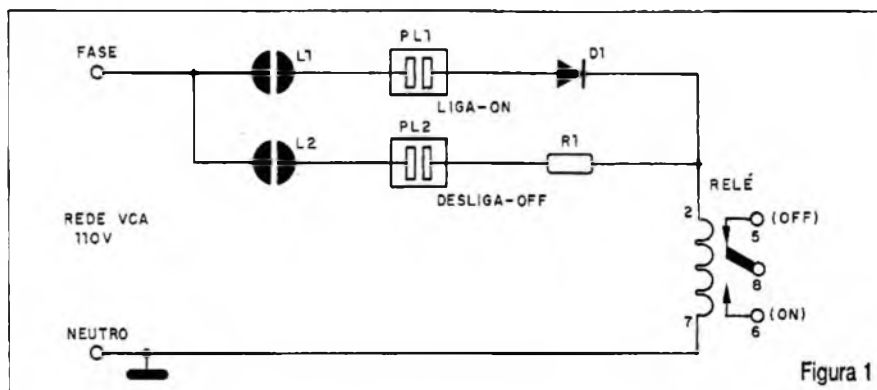 FASE
L1
PL1
D1
LIGA-ON
L2
PL2
R1
DESLIGA-OFF
RELÉ
REDE VCA
110V
2
(OFF)
5
8
7
(ON)
6
NEUTRO
Figura 1